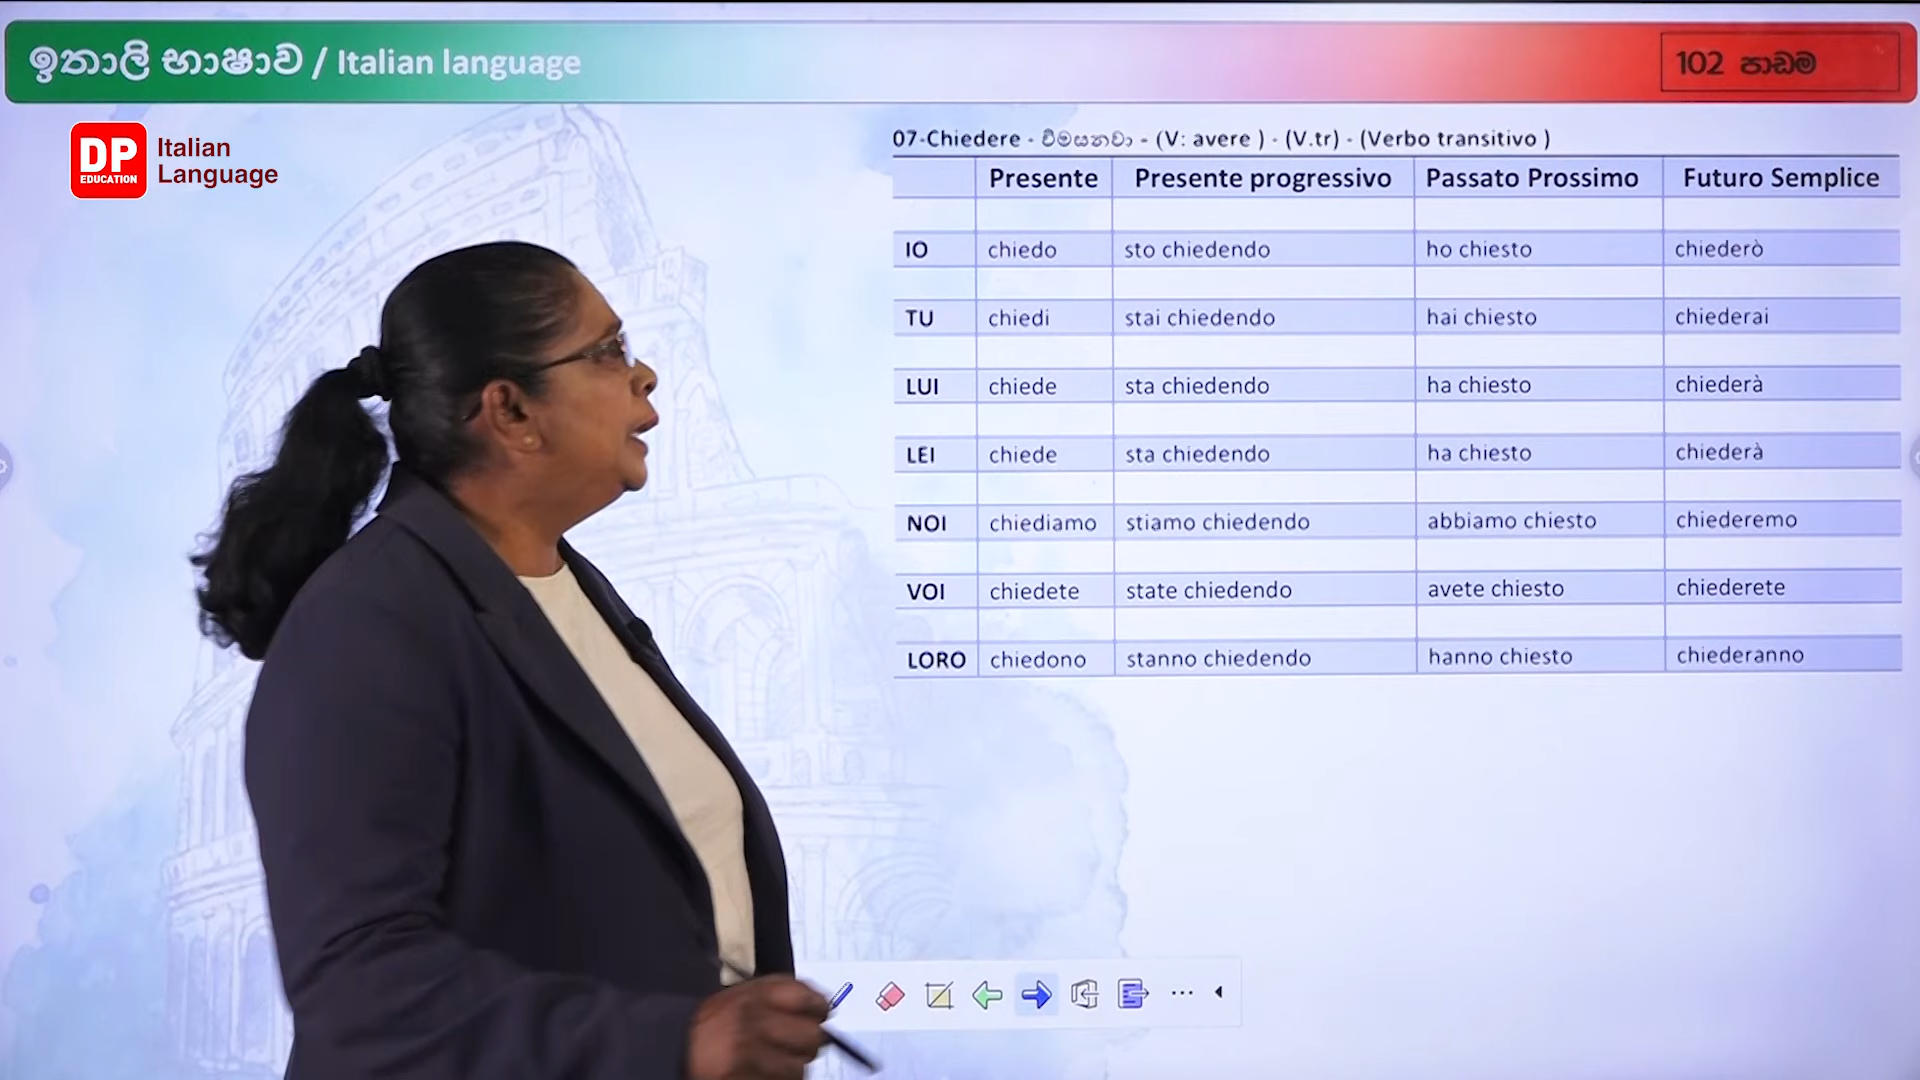 ඉතාලි භාෂාව / Italian language
102 පාඩම
DP EDUCATION
Italian Language
07-Chiedere - විමසනවා - (V: avere ) - (V.tr) - (Verbo transitivo )
Presente Presente progressivo Passato Prossimo Futuro Semplice
IO chiedo sto chiedendo ho chiesto chiederò
TU chiedi stai chiedendo hai chiesto chiederai
LUI chiede sta chiedendo ha chiesto chiederà
LEI chiede sta chiedendo ha chiesto chiederà
NOI chiediamo stiamo chiedendo abbiamo chiesto chiederemo
VOI chiedete state chiedendo avete chiesto chiederete
LORO chiedono stanno chiedendo hanno chiesto chiederanno